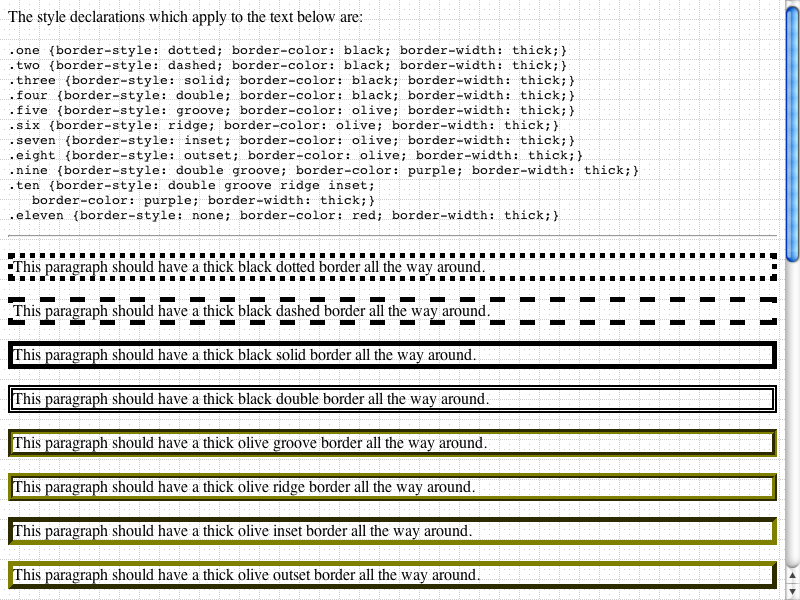 The style declarations which apply to the text below are:
.one {border-style: dotted; border-color: black; border-width: thick;}
.two {border-style: dashed; border-color: black; border-width: thick;}
.three {border-style: solid; border-color: black; border-width: thick;}
.four {border-style: double; border-color: black; border-width: thick;}
.five {border-style: groove; border-color: olive; border-width: thick;}
.six {border-style: ridge; border-color: olive; border-width: thick;}
.seven {border-style: inset; border-color: olive; border-width: thick;}
.eight {border-style: outset; border-color: olive; border-width: thick;}
.nine {border-style: double groove; border-color: purple; border-width: thick;}
.ten {border-style: double groove ridge inset;
   border-color: purple; border-width: thick;}
.eleven {border-style: none; border-color: red; border-width: thick;}
This paragraph should have a thick black dotted border all the way around.
This paragraph should have a thick black dashed border all the way around.
This paragraph should have a thick black solid border all the way around.
This paragraph should have a thick black double border all the way around.
This paragraph should have a thick olive groove border all the way around.
This paragraph should have a thick olive ridge border all the way around.
This paragraph should have a thick olive inset border all the way around.
This paragraph should have a thick olive outset border all the way around.